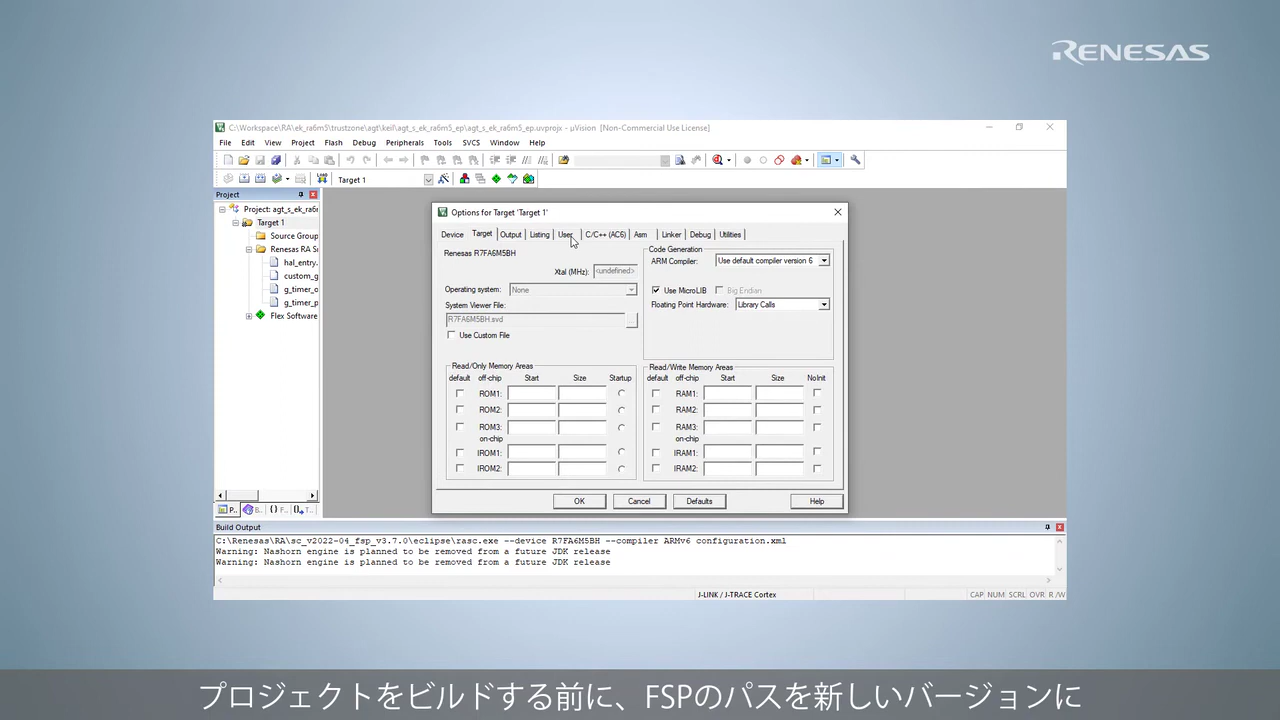 RENESAS
C:\Workspace\RA\ek_ra6m5\trustzone\agt\keil\agt_s_ek_ra6m5_ep\agt_s_ek_ra6m5_ep.uvprojx - µVision [Non-Commercial Use License]
File Edit View Project Flash Debug Peripherals Tools SVCS Window Help
LOAD Target 1
Project
Project: agt_s_ek_ra6m
Target 1
Source Group
Renesas RA Sm
hal_entry.
custom_g
g_timer_o
g_timer_p
Flex Software
P.. B.. {} F.. 0.. T..
Options for Target 'Target 1'
Device Target Output Listing User C/C++ (AC6) Asm Linker Debug Utilities
Renesas R7FA6M5BH
Xtal (MHz): <undefined>
Operating system: None
System Viewer File:
R7FA6M5BH.svd ...
Use Custom File
Code Generation
ARM Compiler: Use default compiler version 6
Use MicroLIB Big Endian
Floating Point Hardware: Library Calls
Read/Only Memory Areas
default off-chip Start Size Startup
ROM1:
ROM2:
ROM3:
on-chip
IROM1:
IROM2:
Read/Write Memory Areas
default off-chip Start Size NoInit
RAM1:
RAM2:
RAM3:
on-chip
IRAM1:
IRAM2:
OK Cancel Defaults Help
Build Output
C:\Renesas\RA\sc_v2022-04_fsp_v3.7.0\eclipse\rasc.exe --device R7FA6M5BH --compiler ARMv6 configuration.xml
Warning: Nashorn engine is planned to be removed from a future JDK release
Warning: Nashorn engine is planned to be removed from a future JDK release
J-LINK / J-TRACE Cortex CAP NUM SCRL OVR R/W
プロジェクトをビルドする前に、FSPのパスを新しいバージョンに